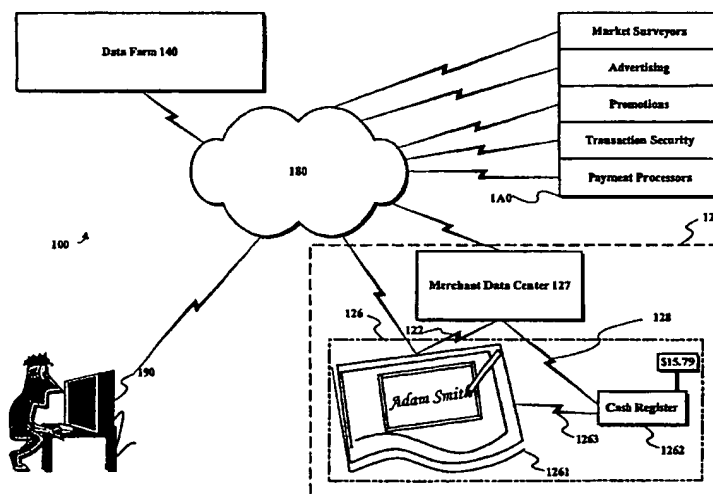 Data Farm 140
Market Surveyors
Advertising
Promotions
Transaction Security
Payment Processors
1A0
180
100
12
Merchant Data Center 127
126
122
128
$15.79
190
Adam Smith
Cash Register
1263
1262
1261